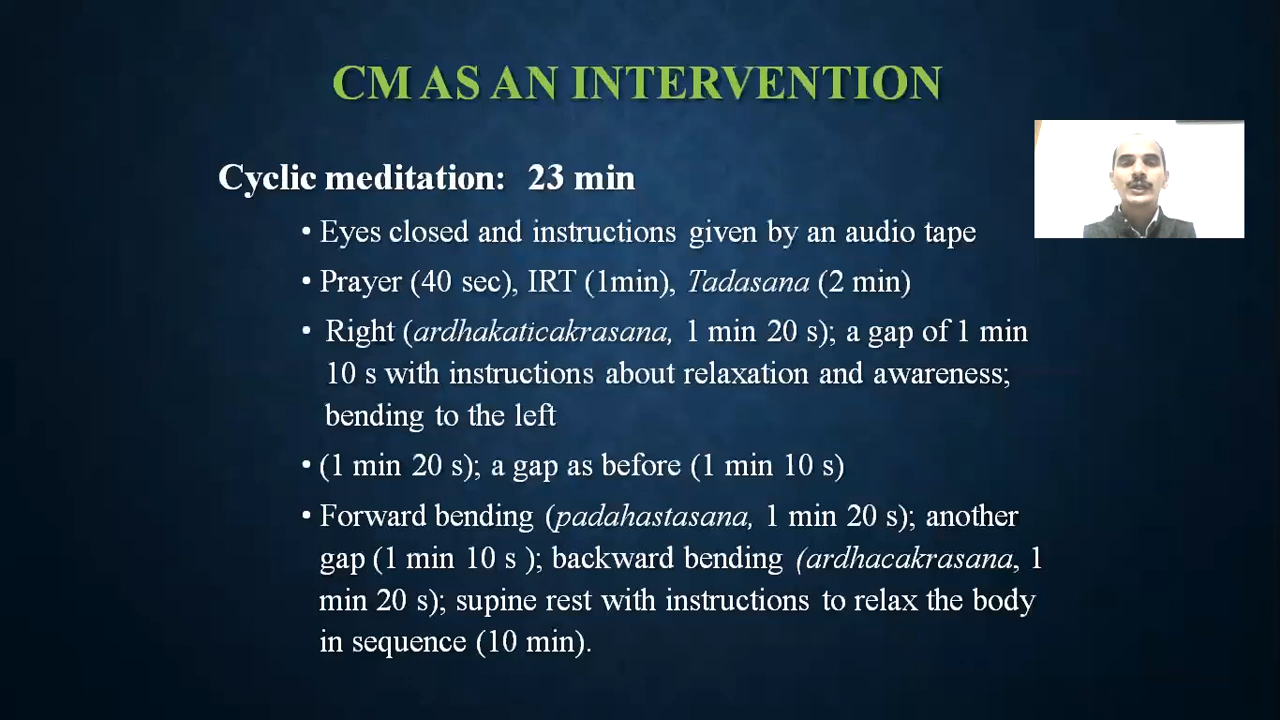 CM AS AN INTERVENTION
Cyclic meditation: 23 min
• Eyes closed and instructions given by an audio tape
• Prayer (40 sec), IRT (1min), Tadasana (2 min)
• Right (ardhakaticakrasana, 1 min 20 s); a gap of 1 min
10 s with instructions about relaxation and awareness;
bending to the left
• (1 min 20 s); a gap as before (1 min 10 s)
• Forward bending (padahastasana, 1 min 20 s); another
gap (1 min 10 s ); backward bending (ardhacakrasana, 1
min 20 s); supine rest with instructions to relax the body
in sequence (10 min).